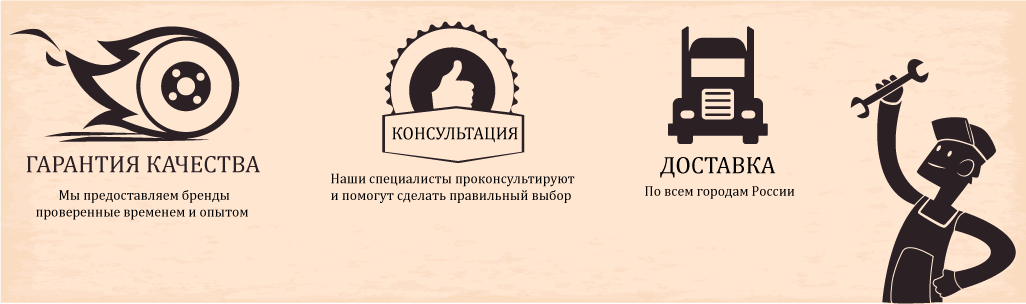 ГАРАНТИЯ КАЧЕСТВА
Мы предоставляем бренды
проверенные временем и опытом
КОНСУЛЬТАЦИЯ
Наши специалисты проконсультируют
и помогут сделать правильный выбор
ДОСТАВКА
По всем городам России